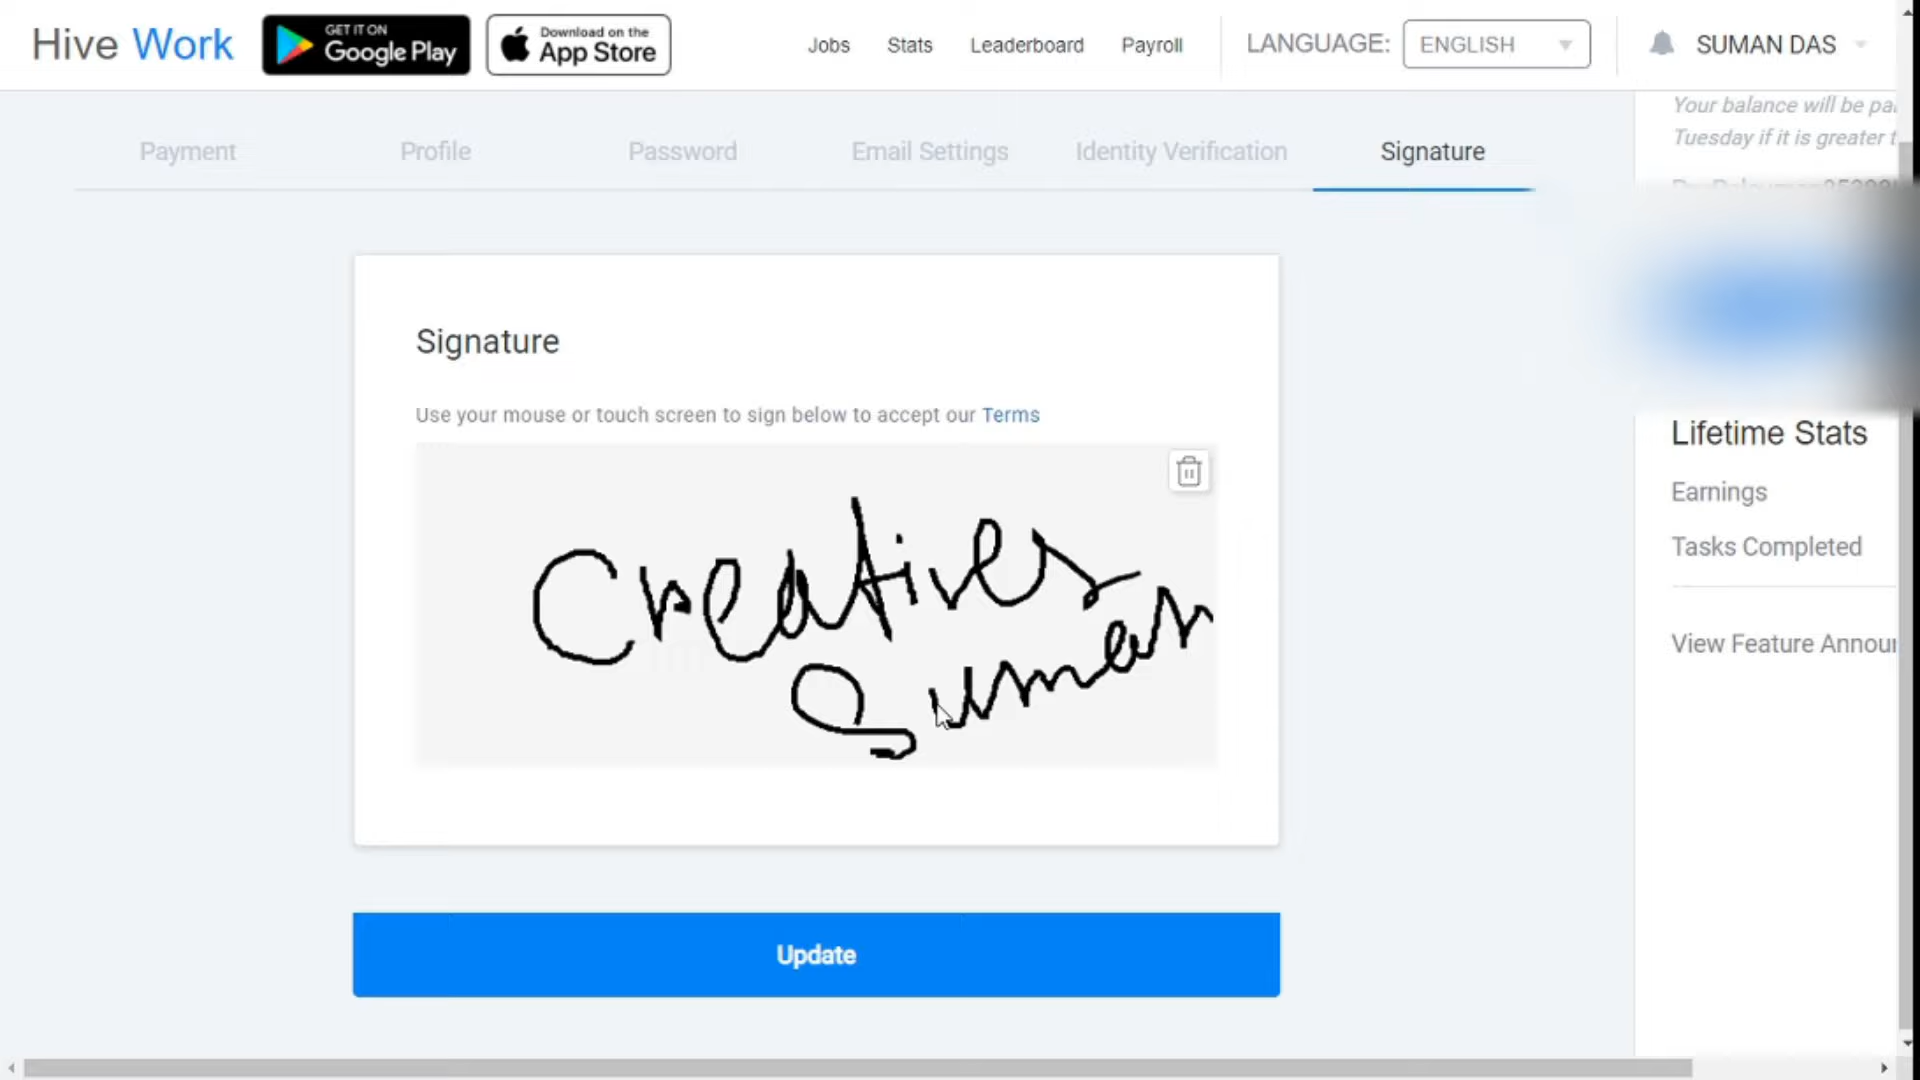 Hive Work GET IT ON Google Play Download on the App Store Jobs Stats Leaderboard Payroll LANGUAGE: ENGLISH SUMAN DAS
Your balance will be pai
Tuesday if it is greater t
Payment Profile Password Email Settings Identity Verification Signature
Signature
Use your mouse or touch screen to sign below to accept our Terms
Creatives
Suman
Update
Lifetime Stats
Earnings
Tasks Completed
View Feature Announ